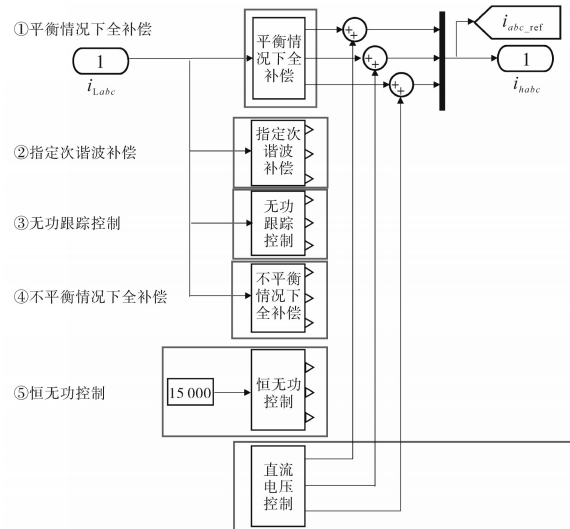 ①平衡情况下全补偿
1
i_Labc
平衡情
况下全
补偿
+
+
+
+
+
+
i_abc_ref
1
i_habc
②指定次谐波补偿
指定次
谐波
补偿
③无功跟踪控制
无功
跟踪
控制
④不平衡情况下全补偿
不平衡
情况下
全补偿
⑤恒无功控制
15 000
恒无功
控制
直流
电压
控制